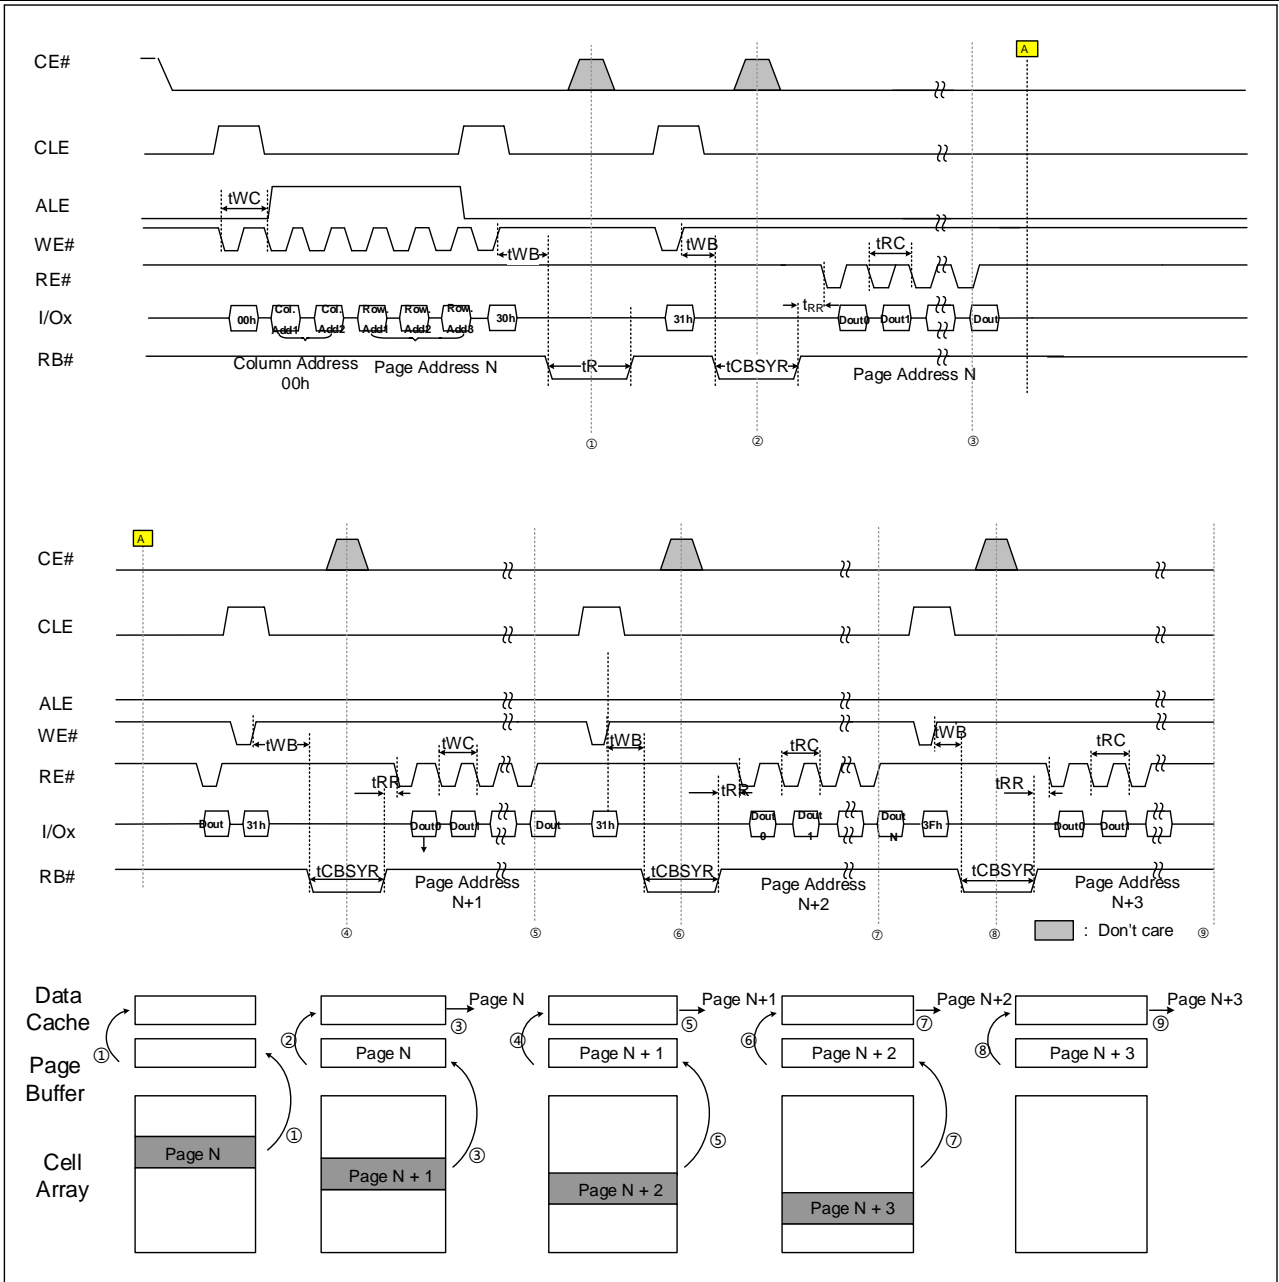 A
CE#
CLE
ALE
tWC
WE#
tWB
tWB
tRC
RE#
tRR
I/Ox
00h
Col. Add1
Col. Add2
Row. Add1
Row. Add2
Row. Add3
30h
31h
Dout0
Dout1
Dout
RB#
tR
tCBSYR
Column Address
00h
Page Address N
Page Address N
① ② ③
A
CE#
CLE
ALE
WE#
tWB
tWC
tWB
tRC
tWB
tRC
RE#
tRR
tRR
tRR
I/Ox
Dout
31h
Dout0
Dout1
Dout
31h
Dout
0
Dout
1
Dout
N
3Fh
Dout0
Dout1
RB#
tCBSYR
tCBSYR
tCBSYR
Page Address
N+1
Page Address
N+2
Page Address
N+3
: Don't care
④ ⑤ ⑥ ⑦ ⑧ ⑨
Data
Cache
Page
Buffer
Cell
Array
①
①
Page N
②
Page N
③
Page N
③
Page N + 1
④
Page N+1
⑤
Page N + 1
⑤
Page N + 2
⑥
Page N+2
⑦
Page N + 2
⑦
Page N + 3
⑧
Page N+3
⑨
Page N + 3